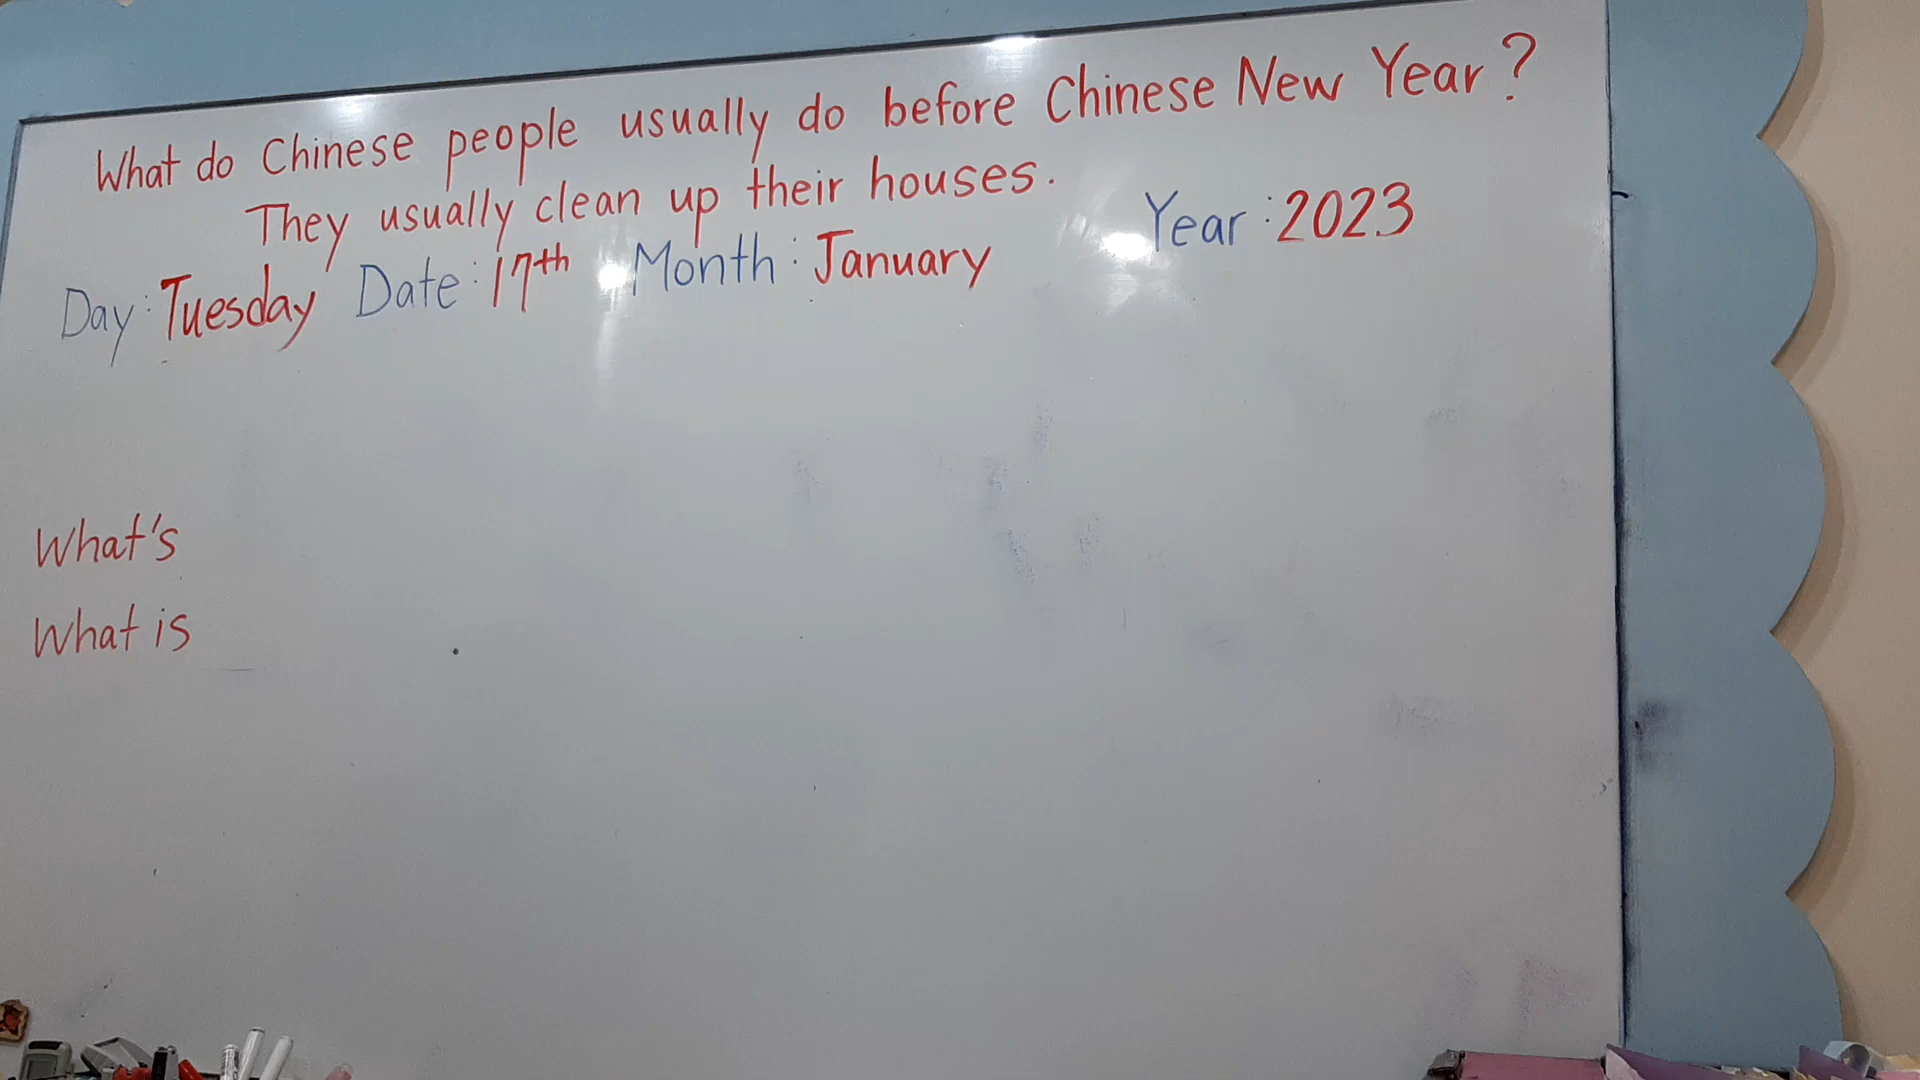 What do Chinese people usually do before Chinese New Year?
They usually clean up their houses.
Day: Tuesday Date: 17th Month: January Year: 2023
What's
What is